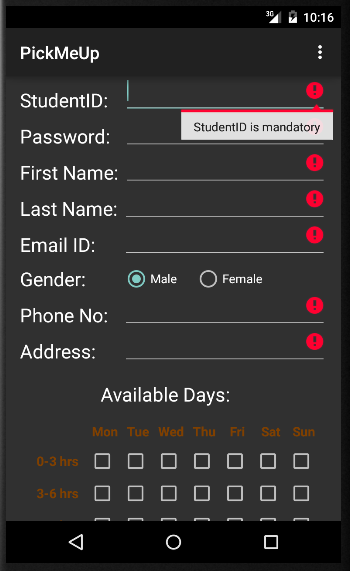 3G 10:16
PickMeUp
StudentID:
StudentID is mandatory
Password:
First Name:
Last Name:
Email ID:
Gender: Male Female
Phone No:
Address:
Available Days:
Mon Tue Wed Thu Fri Sat Sun
0-3 hrs
3-6 hrs